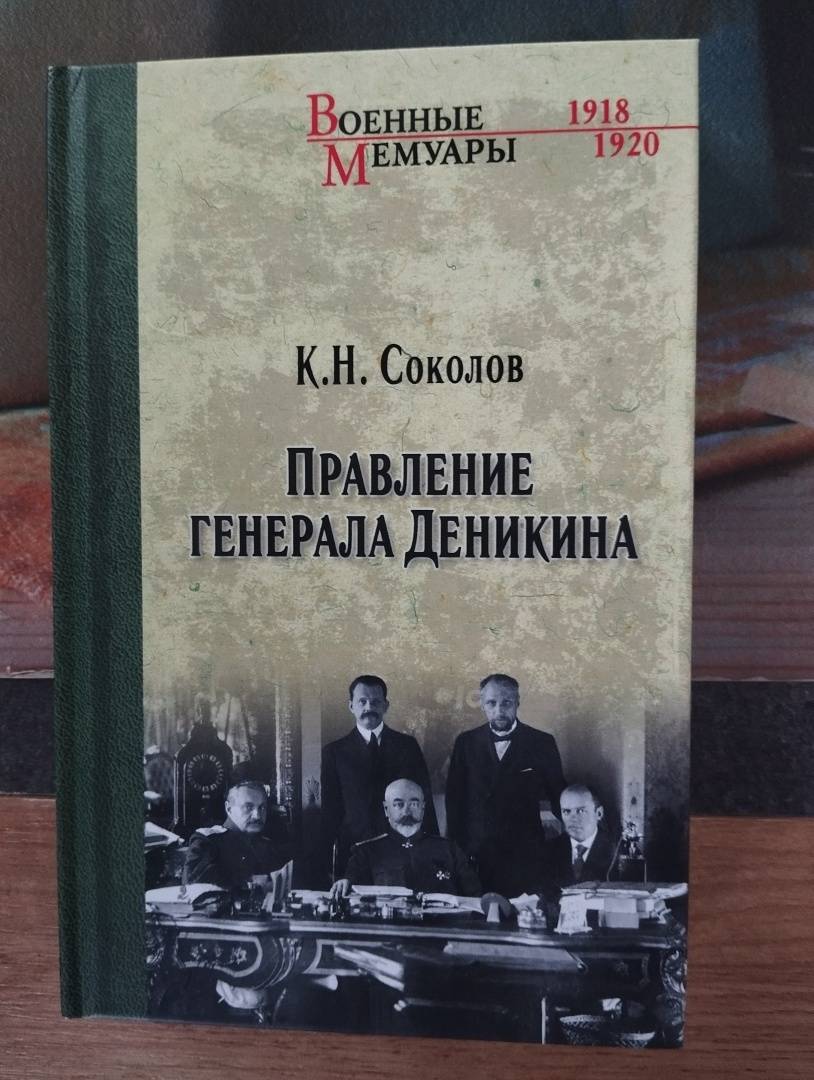 Военные 1918
Мемуары 1920
К.Н. Соколов
Правление
генерала Деникина